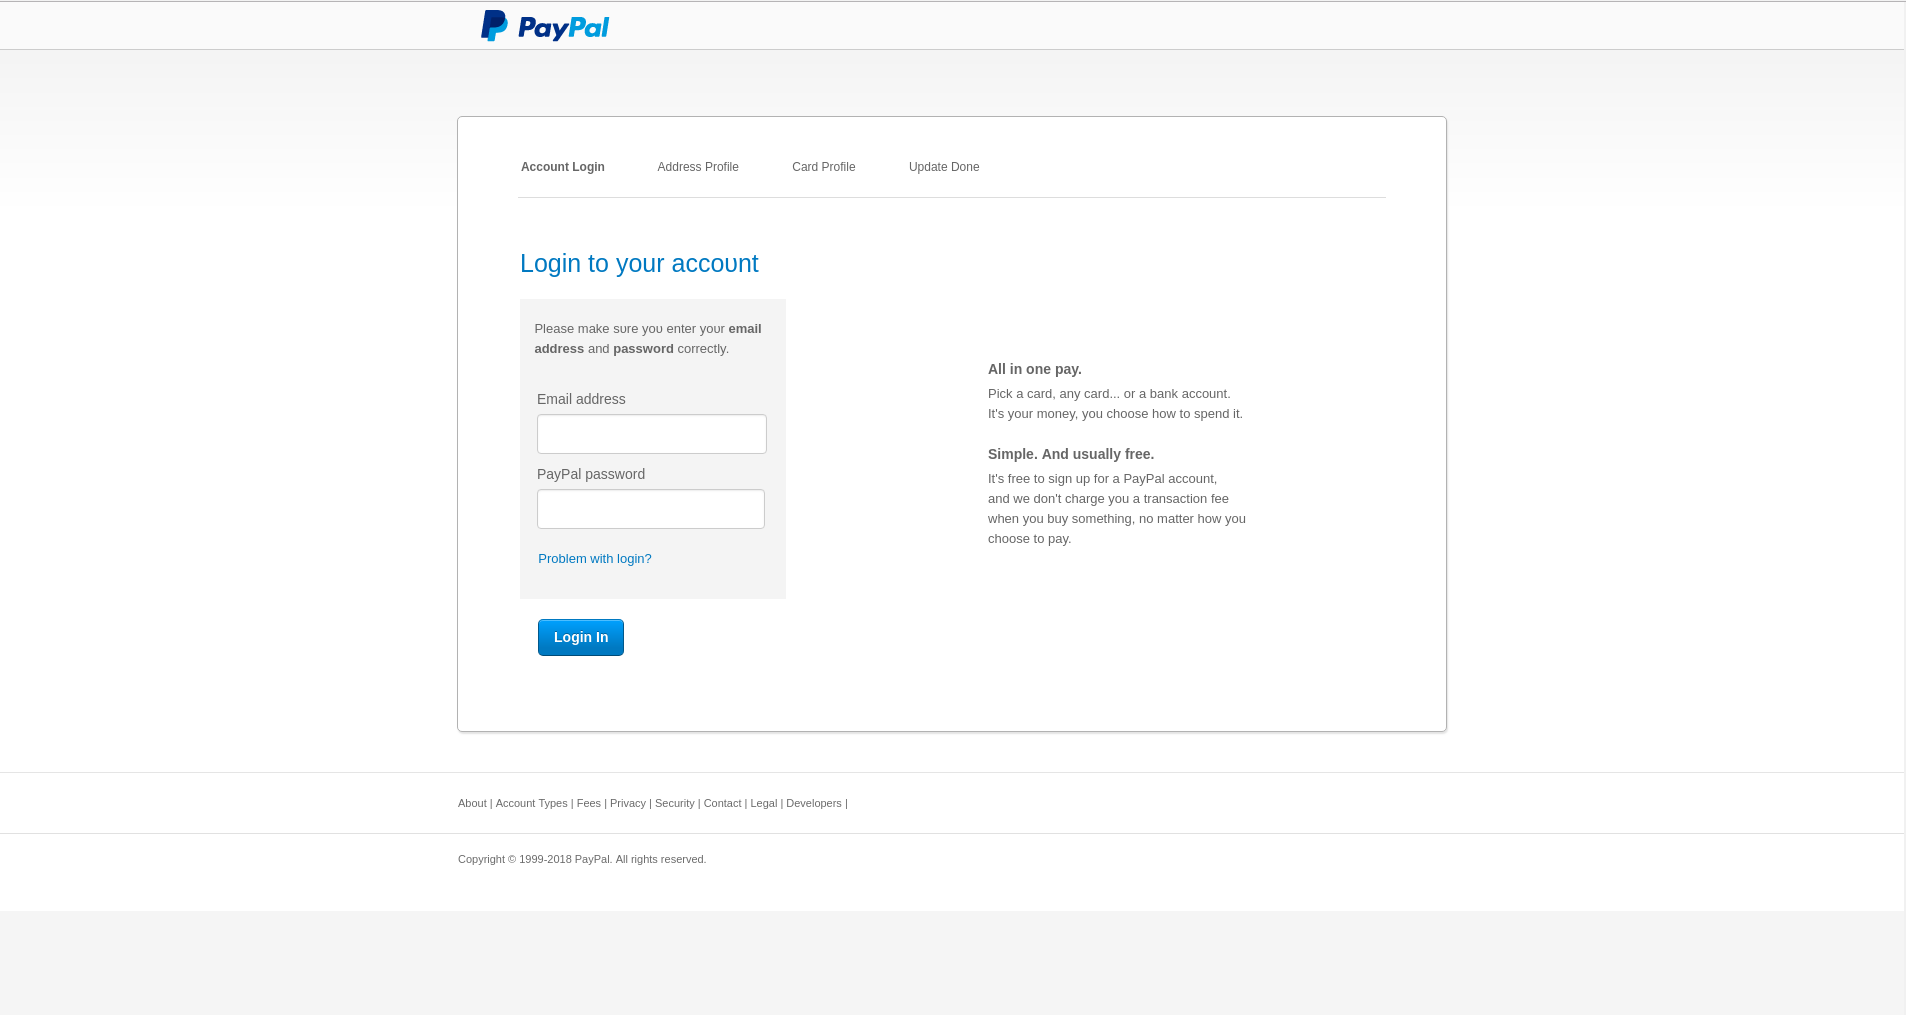 PayPal
Account Login Address Profile Card Profile Update Done
Login to your accoυnt
Please make sυre yoυ enter yoυr email
address and password correctly.
Email address
PayPal password
Problem with login?
Login In
All in one pay.
Pick a card, any card... or a bank account.
It's your money, you choose how to spend it.
Simple. And usually free.
It's free to sign up for a PayPal account,
and we don't charge you a transaction fee
when you buy something, no matter how you
choose to pay.
About | Account Types | Fees | Privacy | Security | Contact | Legal | Developers |
Copyright © 1999-2018 PayPal. All rights reserved.